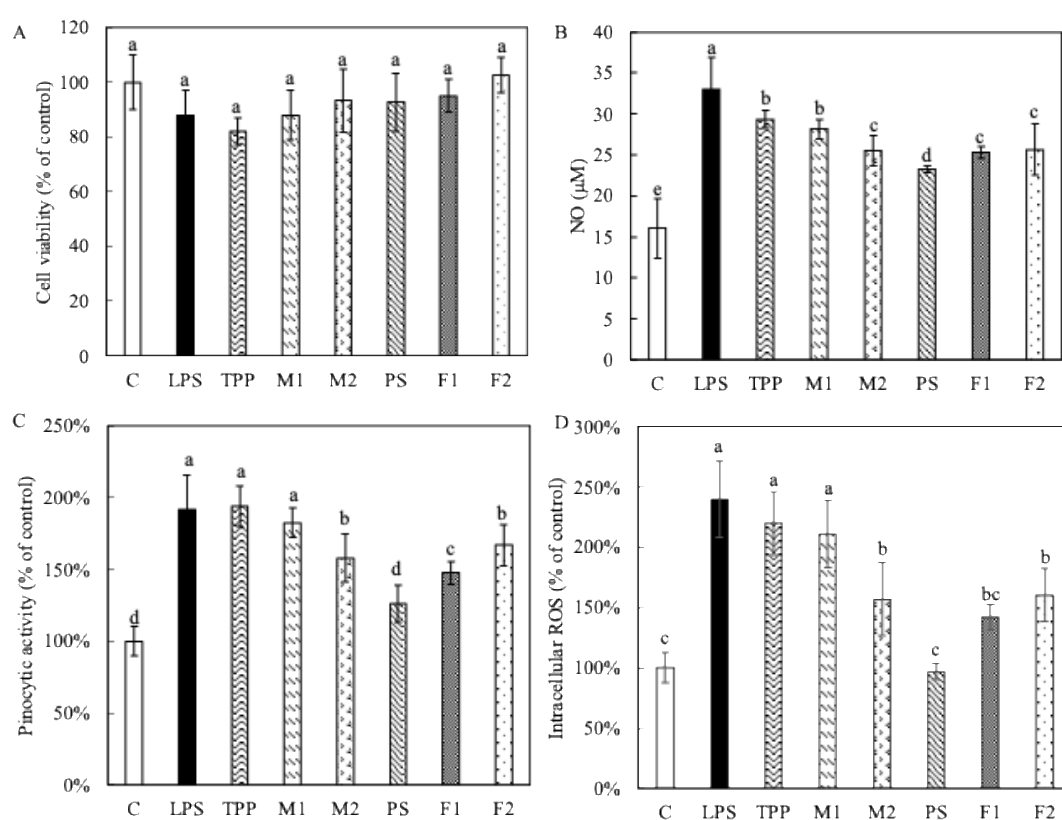 A
Cell viability (% of control)
120
100
80
60
40
20
0
a
a
a
a
a
a
a
a
C LPS TPP M1 M2 PS F1 F2
B
NO (μM)
40
35
30
25
20
15
10
5
0
e
a
b
b
c
d
c
c
C LPS TPP M1 M2 PS F1 F2
C
Pinocytic activity (% of control)
250%
200%
150%
100%
50%
0%
d
a
a
a
b
d
c
b
C LPS TPP M1 M2 PS F1 F2
D
Intracellular ROS (% of control)
300%
250%
200%
150%
100%
50%
0%
c
a
a
a
b
c
bc
b
C LPS TPP M1 M2 PS F1 F2